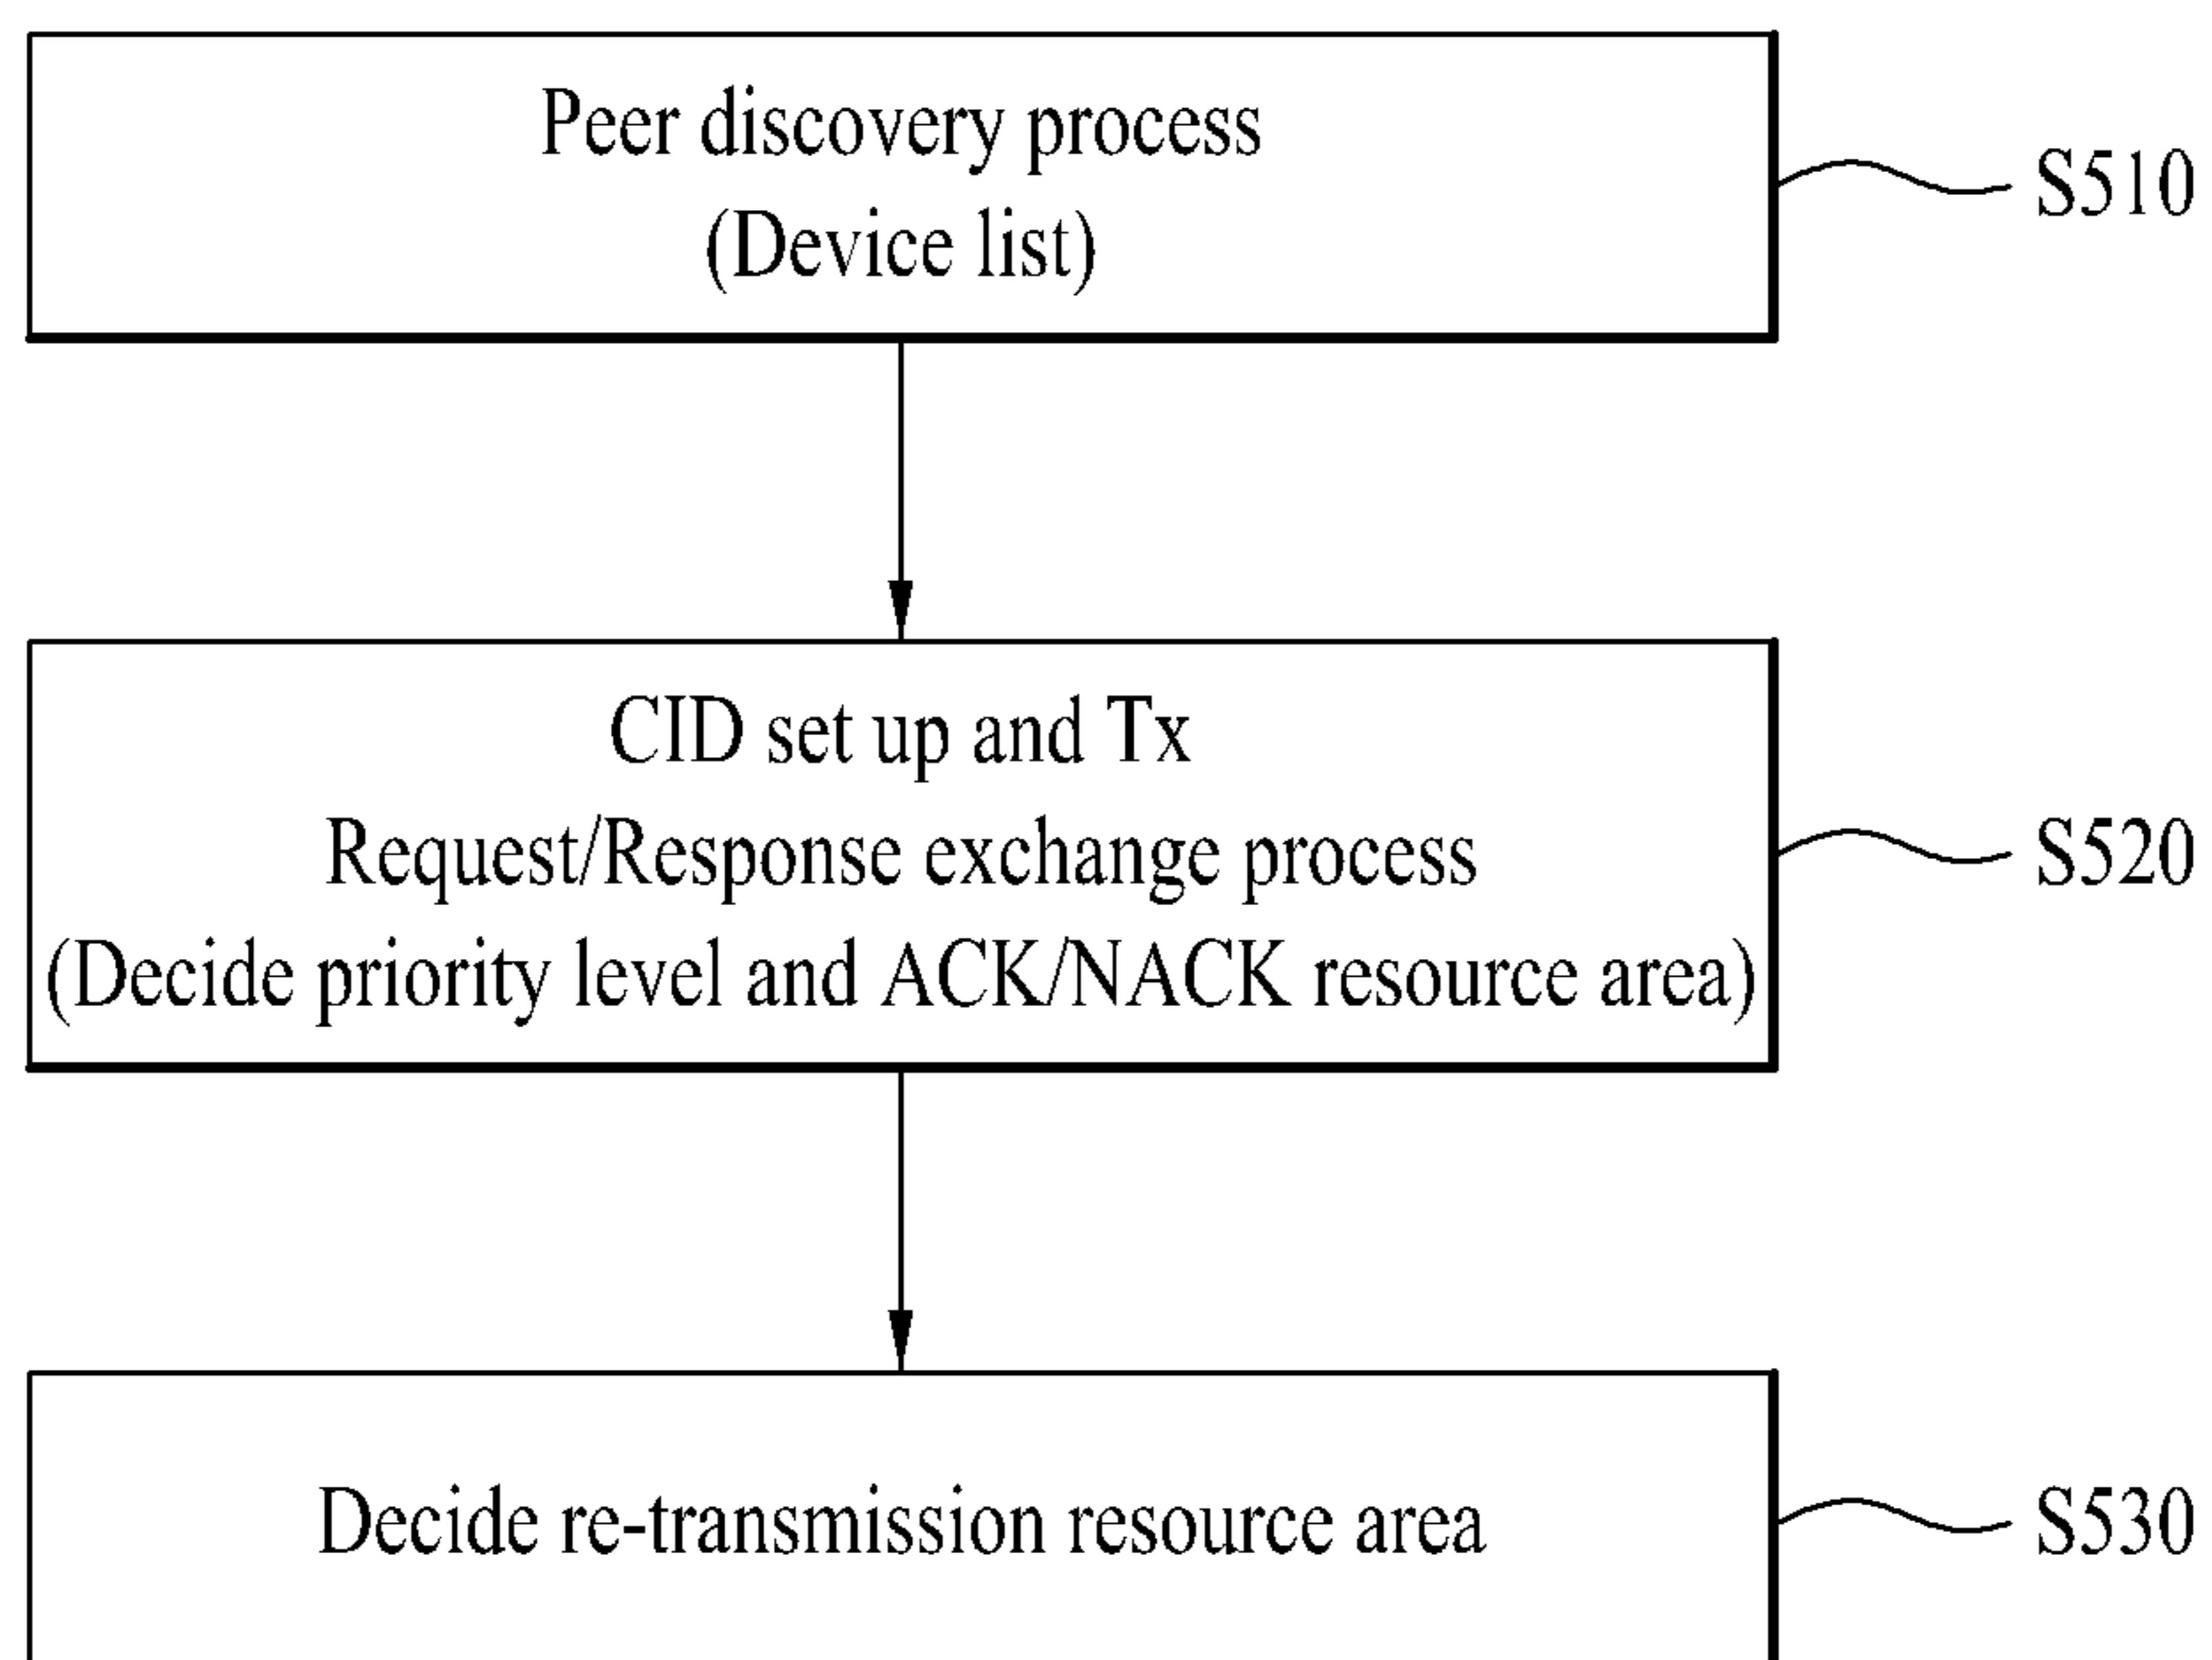 Peer discovery process
(Device list)
S510
CID set up and Tx
Request/Response exchange process
(Decide priority level and ACK/NACK resource area)
S520
Decide re-transmission resource area
S530